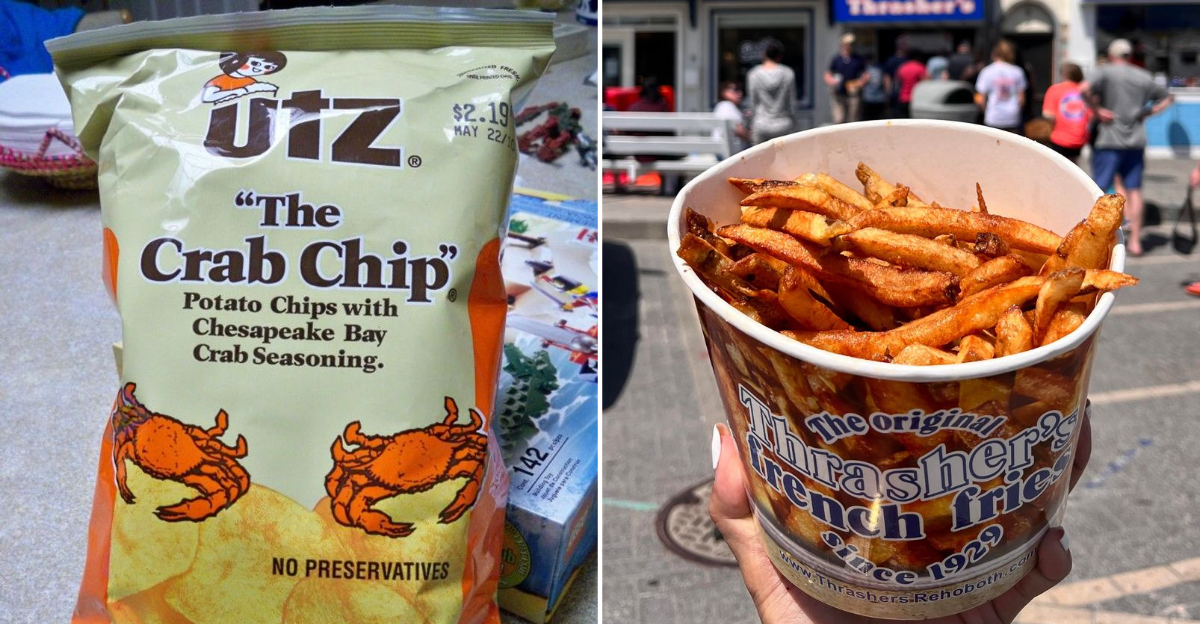 utz®
$2.19
MAY 22/
"The
Crab Chip"®
Potato Chips with
Chesapeake Bay
Crab Seasoning.
NO PRESERVATIVES
142
Thrasher's
The original
Thrasher's
french fries
since 1929
www.Thrashers.Rehoboth.com